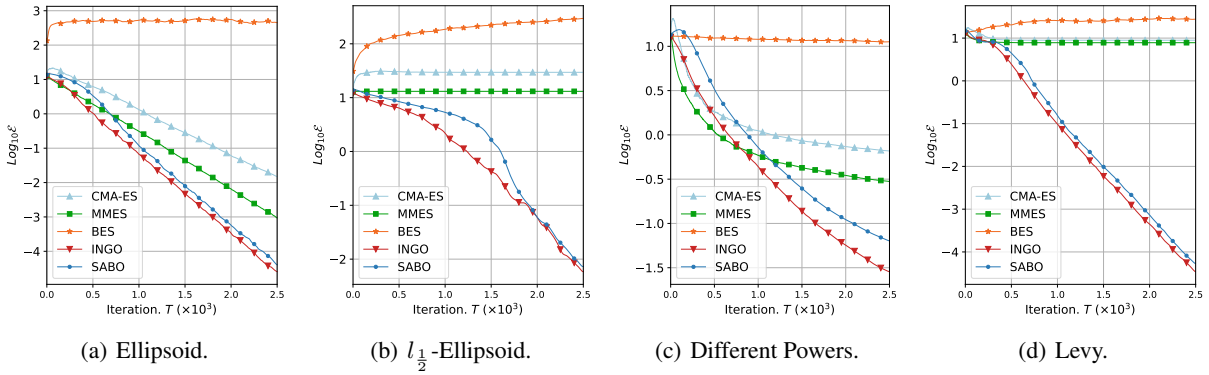 Log₁₀ℰ
3
2
1
0
−1
−2
−3
−4
CMA-ES
MMES
BES
INGO
SABO
0.0 0.5 1.0 1.5 2.0 2.5
Iteration. T (×10³)
(a) Ellipsoid.
Log₁₀ℰ
2
1
0
−1
−2
CMA-ES
MMES
BES
INGO
SABO
0.0 0.5 1.0 1.5 2.0 2.5
Iteration. T (×10³)
(b) l½-Ellipsoid.
Log₁₀ℰ
1.0
0.5
0.0
−0.5
−1.0
−1.5
CMA-ES
MMES
BES
INGO
SABO
0.0 0.5 1.0 1.5 2.0 2.5
Iteration. T (×10³)
(c) Different Powers.
Log₁₀ℰ
1
0
−1
−2
−3
−4
CMA-ES
MMES
BES
INGO
SABO
0.0 0.5 1.0 1.5 2.0 2.5
Iteration. T (×10³)
(d) Levy.